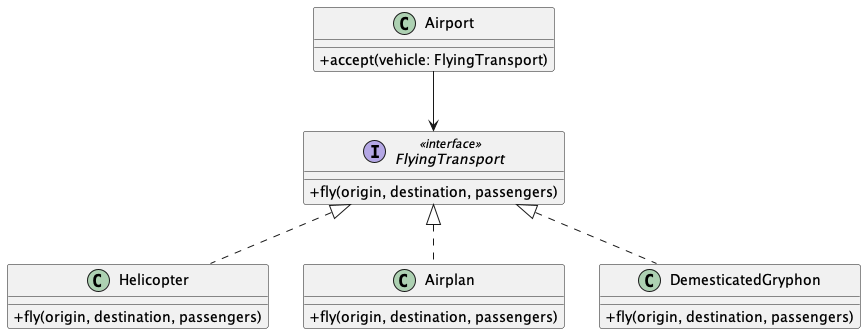 C Airport
+accept(vehicle: FlyingTransport)
I «interface»
FlyingTransport
+fly(origin, destination, passengers)
C Helicopter
+fly(origin, destination, passengers)
C Airplan
+fly(origin, destination, passengers)
C DemesticatedGryphon
+fly(origin, destination, passengers)